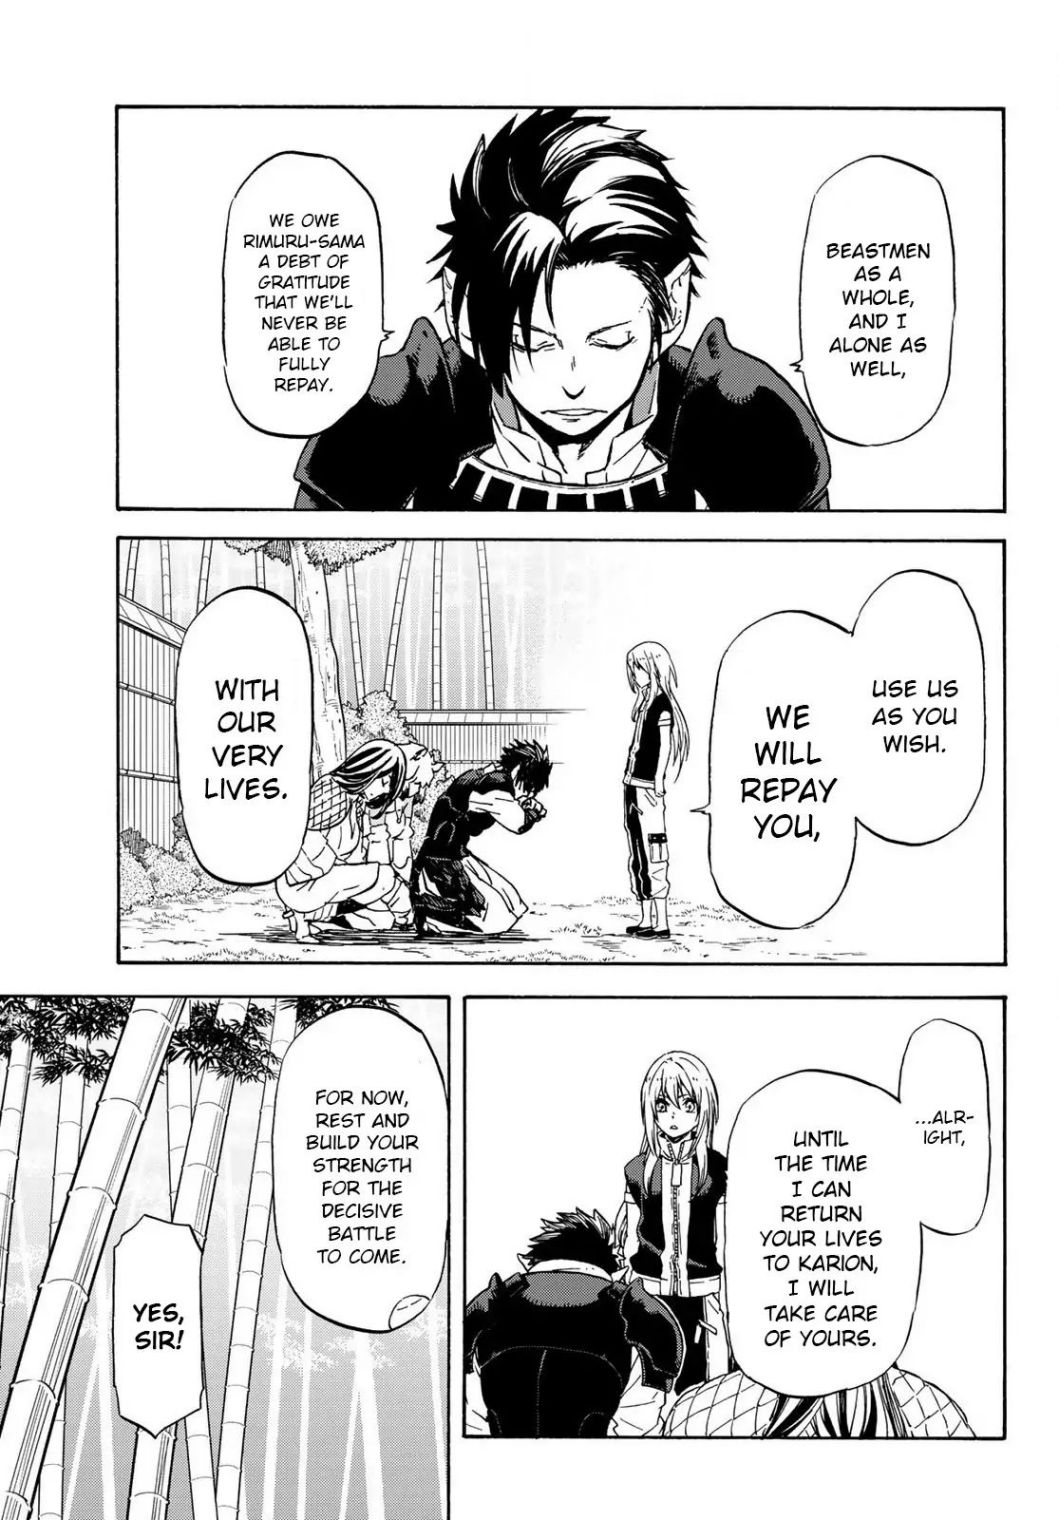 BEASTMEN
AS A
WHOLE,
AND I
ALONE AS
WELL,
WE OWE
RIMURU-SAMA
A DEBT OF
GRATITUDE
THAT WE'LL
NEVER BE
ABLE TO
FULLY
REPAY.
USE US
AS YOU
WISH.
WE
WILL
REPAY
YOU,
WITH
OUR
VERY
LIVES.
...ALR-
IGHT,
UNTIL
THE TIME
I CAN
RETURN
YOUR LIVES
TO KARION,
I WILL
TAKE CARE
OF YOURS.
FOR NOW,
REST AND
BUILD YOUR
STRENGTH
FOR THE
DECISIVE
BATTLE
TO COME.
YES,
SIR!